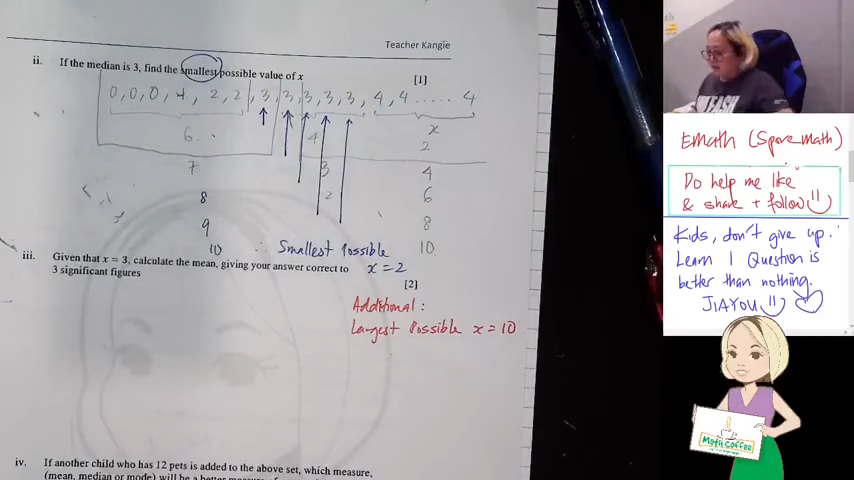 Teacher Kangie
ii. If the median is 3, find the smallest possible value of x
[1]
0, 0, 0, 4, 2, 2, 3, 3, 3, 3, 3, 4, 4 ..... 4
6 4 x
2
7 3 4
8 2 6
9 8
10 ∴ Smallest Possible 10
x = 2
iii. Given that x = 3, calculate the mean, giving your answer correct to
3 significant figures
[2]
Additional :
Largest Possible x = 10
iv. If another child who has 12 pets is added to the above set, which measure,
(mean, median or mode) will be a better
EMath (Spore math)
Do help me like
& share + follow
Kids, don't give up.
Learn 1 Question is
better than nothing.
JIAYOU
Math Coffee